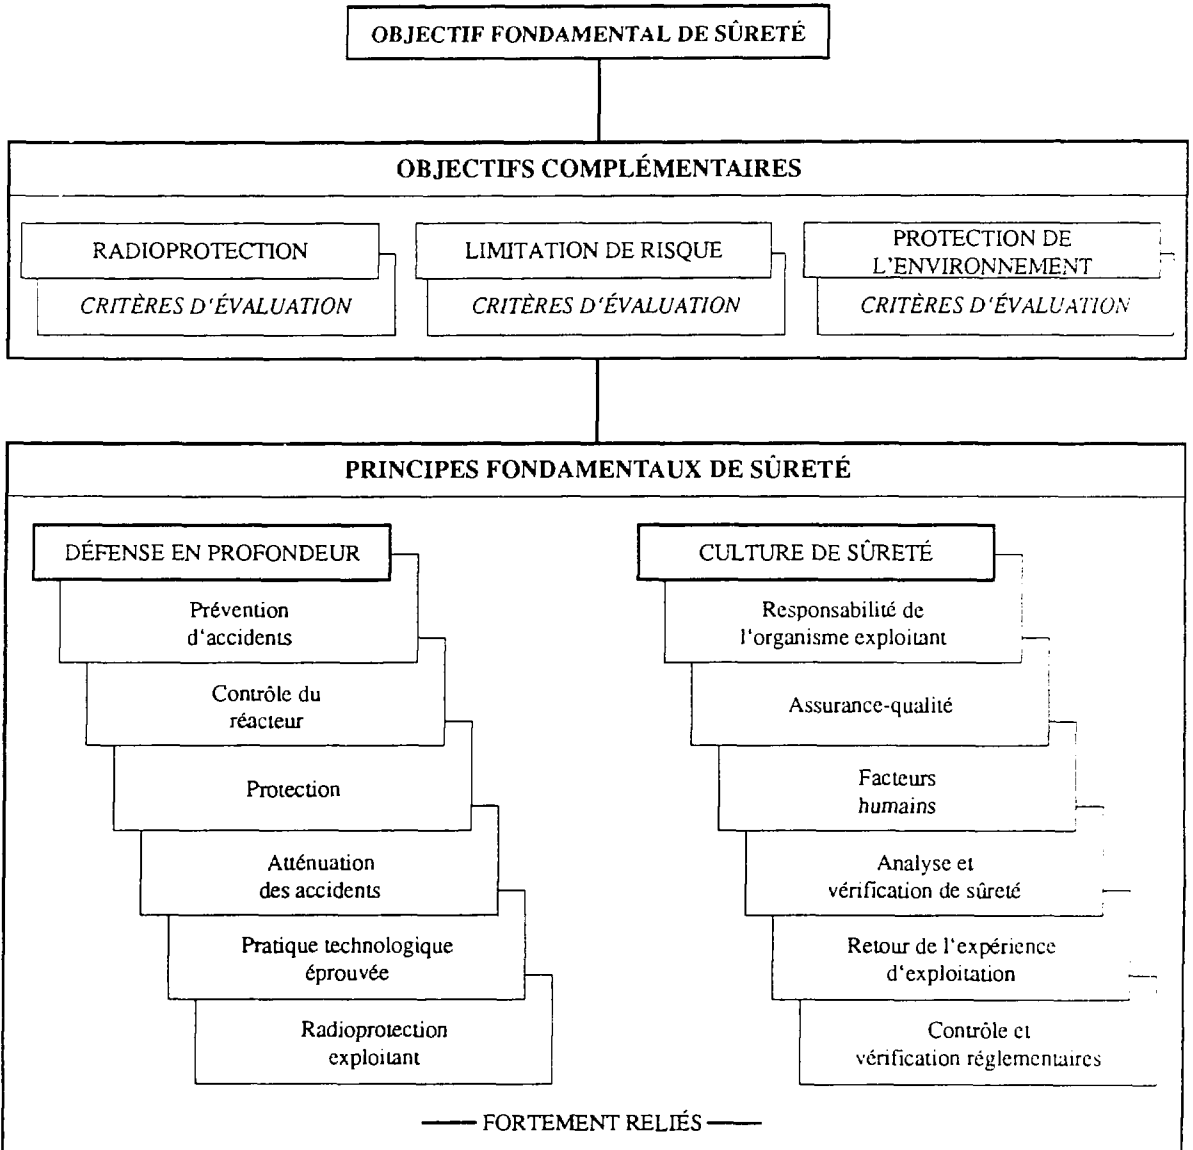 OBJECTIF FONDAMENTAL DE SÛRETÉ
OBJECTIFS COMPLÉMENTAIRES
RADIOPROTECTION
CRITÈRES D'ÉVALUATION
LIMITATION DE RISQUE
CRITÈRES D'ÉVALUATION
PROTECTION DE
L'ENVIRONNEMENT
CRITÈRES D'ÉVALUATION
PRINCIPES FONDAMENTAUX DE SÛRETÉ
DÉFENSE EN PROFONDEUR
Prévention
d'accidents
Contrôle du
réacteur
Protection
Atténuation
des accidents
Pratique technologique
éprouvée
Radioprotection
exploitant
CULTURE DE SÛRETÉ
Responsabilité de
l'organisme exploitant
Assurance-qualité
Facteurs
humains
Analyse et
vérification de sûreté
Retour de l'expérience
d'exploitation
Contrôle et
vérification réglementaires
FORTEMENT RELIÉS